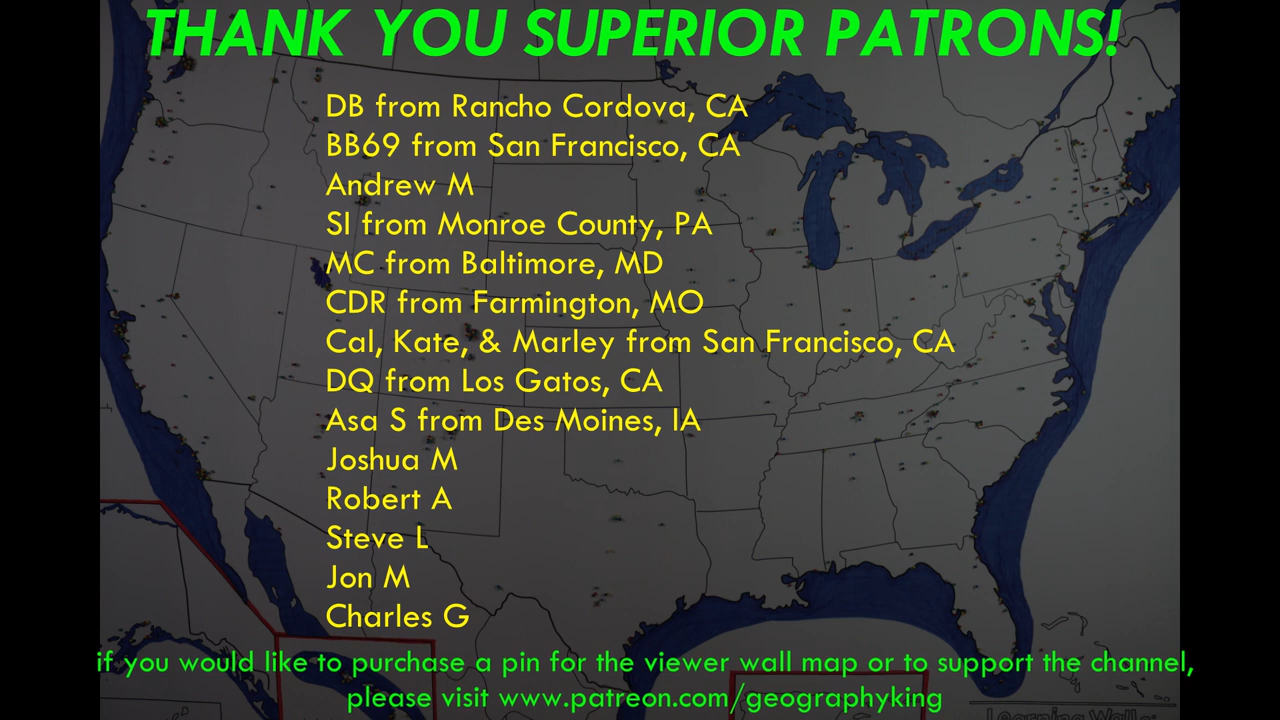 THANK YOU SUPERIOR PATRONS!
DB from Rancho Cordova, CA
BB69 from San Francisco, CA
Andrew M
SI from Monroe County, PA
MC from Baltimore, MD
CDR from Farmington, MO
Cal, Kate, & Marley from San Francisco, CA
DQ from Los Gatos, CA
Asa S from Des Moines, IA
Joshua M
Robert A
Steve L
Jon M
Charles G
if you would like to purchase a pin for the viewer wall map or to support the channel,
please visit www.patreon.com/geographyking